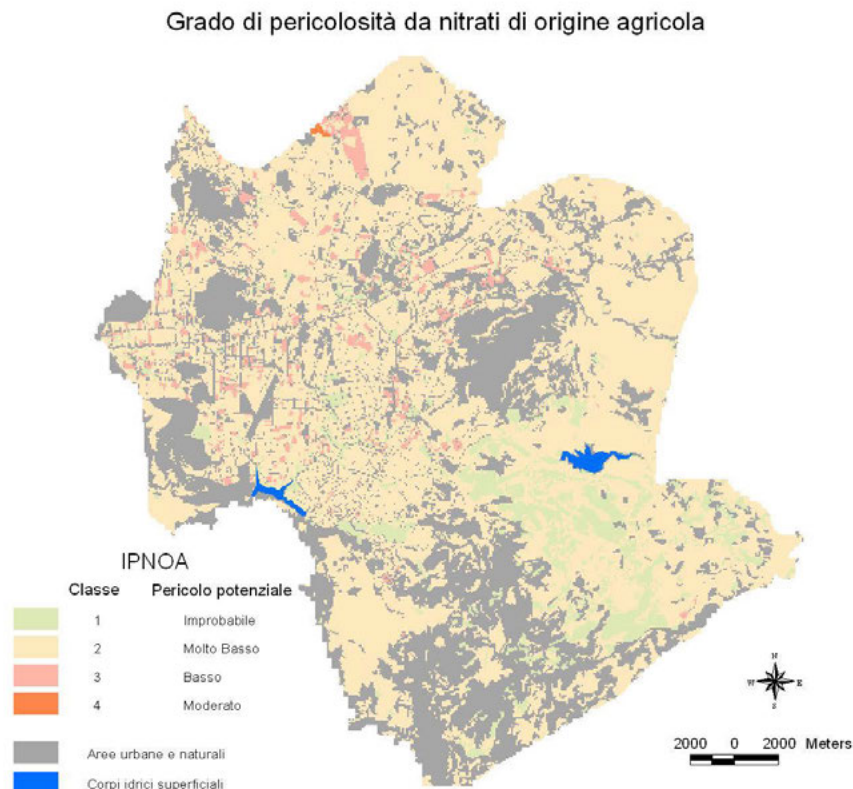 Grado di pericolosità da nitrati di origine agricola
IPNOA
Classe Pericolo potenziale
1 Improbabile
2 Molto Basso
3 Basso
4 Moderato
Aree urbane e naturali
Corpi idrici superficiali
N
W E
S
2000 0 2000 Meters